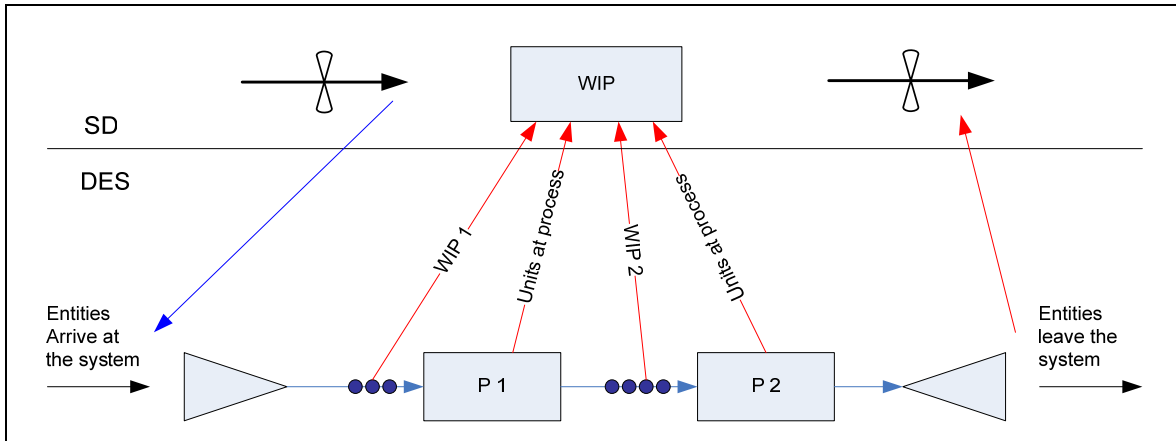 WIP
SD
DES
WIP 1
Units at process
WIP 2
Units at process
Entities
Arrive at
the system
Entities
leave the
system
P 1
P 2